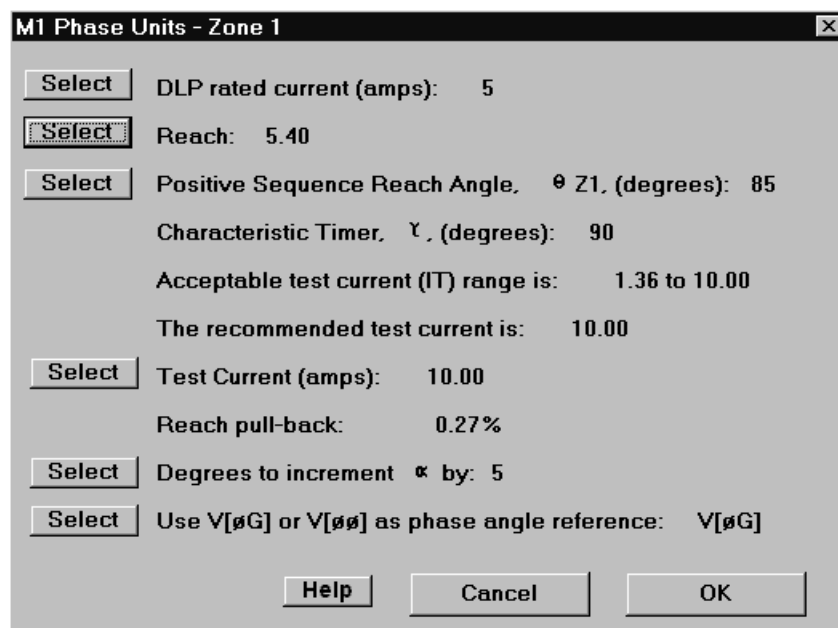 M1 Phase Units - Zone 1
Select DLP rated current (amps): 5
Select Reach: 5.40
Select Positive Sequence Reach Angle, θ Z1, (degrees): 85
Characteristic Timer, ϒ, (degrees): 90
Acceptable test current (IT) range is: 1.36 to 10.00
The recommended test current is: 10.00
Select Test Current (amps): 10.00
Reach pull-back: 0.27%
Select Degrees to increment ∝ by: 5
Select Use V[øG] or V[øø] as phase angle reference: V[øG]
Help Cancel OK